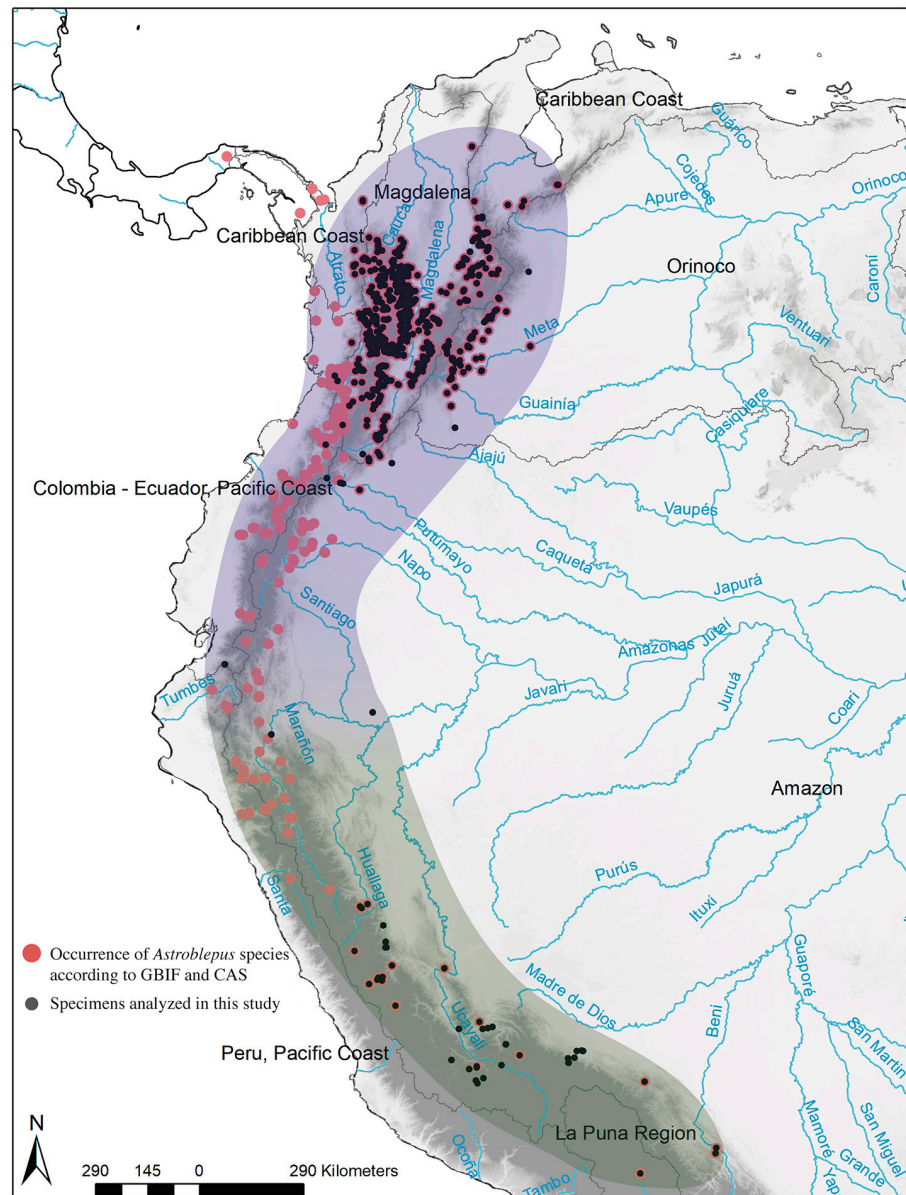 Caribbean Coast
Guárico
Cojedes
Apure
Orinoco
Magdalena
Cauca
Caribbean Coast
Atrato
Magdalena
Orinoco
Caroní
Meta
Ventuari
Guainía
Casiquiare
Ajajú
Colombia - Ecuador, Pacific Coast
Vaupés
Putumayo
Caqueta
Napo
Japurá
Santiago
Amazonas
Jutaí
Tumbes
Javari
Juruá
Coari
Marañón
Amazon
Huallaga
Purús
Ituxi
Santa
Occurrence of Astroblepus species
according to GBIF and CAS
Specimens analyzed in this study
Guaporé
Madre de Dios
Beni
Ucayali
San Martin
Peru, Pacific Coast
San Miguel
La Puna Region
Mamoré
Grande
Yap
Ocoña
Tambo
N
290 145 0 290 Kilometers